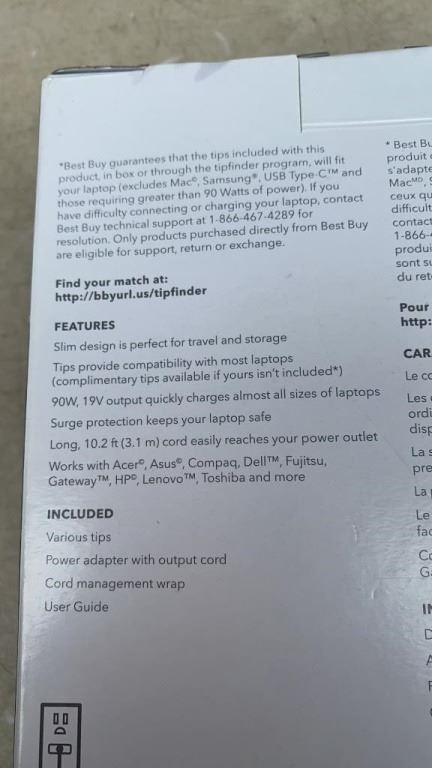 *Best Buy guarantees that the tips included with this
product, in box or through the tipfinder program, will fit
your laptop (excludes Mac®, Samsung®, USB Type-C™ and
those requiring greater than 90 Watts of power). If you
have difficulty connecting or charging your laptop, contact
Best Buy technical support at 1-866-467-4289 for
resolution. Only products purchased directly from Best Buy
are eligible for support, return or exchange.
Find your match at:
http://bbyurl.us/tipfinder
FEATURES
Slim design is perfect for travel and storage
Tips provide compatibility with most laptops
(complimentary tips available if yours isn't included*)
90W, 19V output quickly charges almost all sizes of laptops
Surge protection keeps your laptop safe
Long, 10.2 ft (3.1 m) cord easily reaches your power outlet
Works with Acer®, Asus®, Compaq, Dell™, Fujitsu,
Gateway™, HP®, Lenovo™, Toshiba and more
INCLUDED
Various tips
Power adapter with output cord
Cord management wrap
User Guide
* Best Bu
produit
s'adapte
Mac^MD,
ceux qu
difficult
contact
1-866-
produi
sont su
du ret
Pour
http:
CAR
Le co
Les
ordi
disp
La s
pre
La
Le
fac
Co
Ga